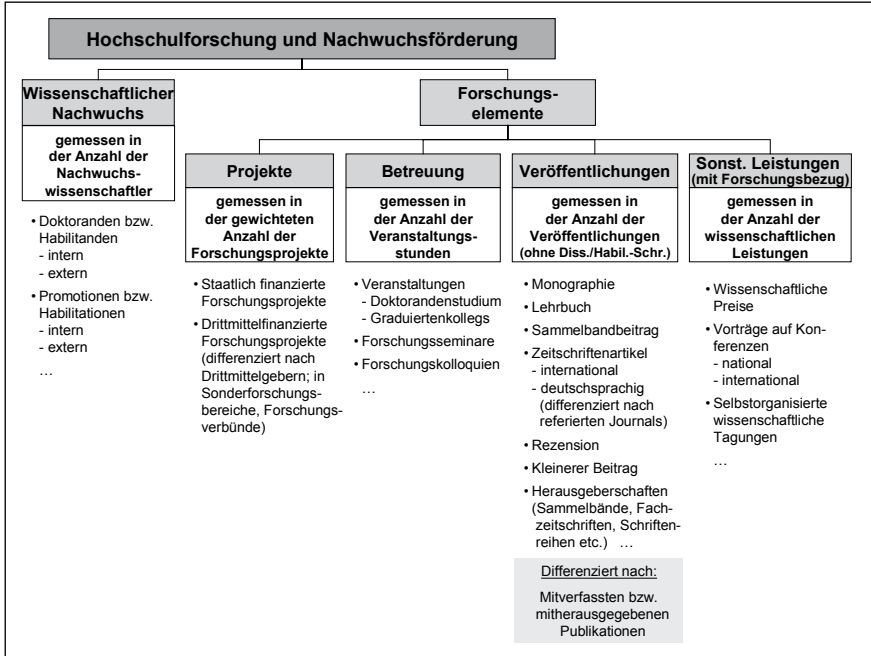 Hochschulforschung und Nachwuchsförderung
Wissenschaftlicher
Nachwuchs
gemessen in
der Anzahl der
Nachwuchs-
wissenschaftler
• Doktoranden bzw.
Habilitanden
- intern
- extern
• Promotionen bzw.
Habilitationen
- intern
- extern
…
Forschungs-
elemente
Projekte
gemessen in
der gewichteten
Anzahl der
Forschungsprojekte
• Staatlich finanzierte
Forschungsprojekte
• Drittmittelfinanzierte
Forschungsprojekte
(differenziert nach
Drittmittelgebern; in
Sonderforschungs-
bereiche, Forschungs-
verbünde)
Betreuung
gemessen in
der Anzahl der
Veranstaltungs-
stunden
• Veranstaltungen
- Doktorandenstudium
- Graduiertenkollegs
• Forschungsseminare
• Forschungskolloquien
…
Veröffentlichungen
gemessen in
der Anzahl der
Veröffentlichungen
(ohne Diss./Habil.-Schr.)
• Monographie
• Lehrbuch
• Sammelbandbeitrag
• Zeitschriftenartikel
- international
- deutschsprachig
(differenziert nach
referierten Journals)
• Rezension
• Kleinerer Beitrag
• Herausgeberschaften
(Sammelbände, Fach-
zeitschriften, Schriften-
reihen etc.) …
Differenziert nach:
Mitverfassten bzw.
mitherausgegebenen
Publikationen
Sonst. Leistungen
(mit Forschungsbezug)
gemessen in
der Anzahl der
wissenschaftlichen
Leistungen
• Wissenschaftliche
Preise
• Vorträge auf Kon-
ferenzen
- national
- international
• Selbstorganisierte
wissenschaftliche
Tagungen
…